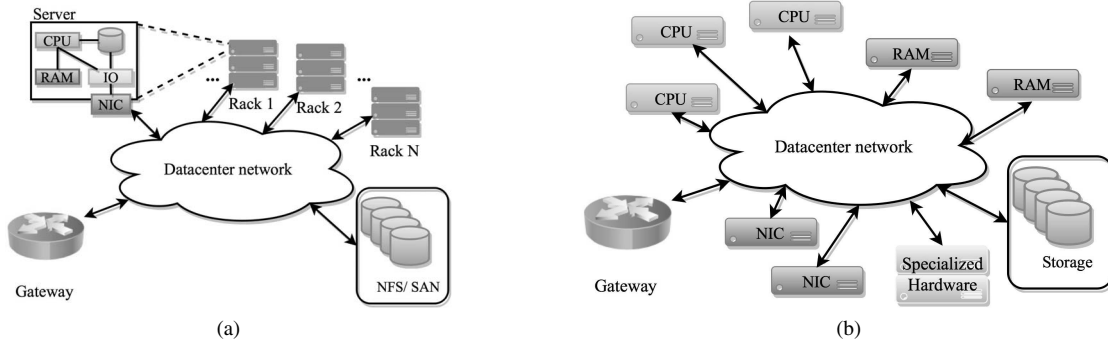 Server
CPU
RAM
IO
NIC
...
Rack 1
Rack 2
...
Rack N
Datacenter network
Gateway
NFS/ SAN
(a)
CPU
CPU
CPU
RAM
RAM
Datacenter network
Gateway
NIC
NIC
Specialized
Hardware
Storage
(b)